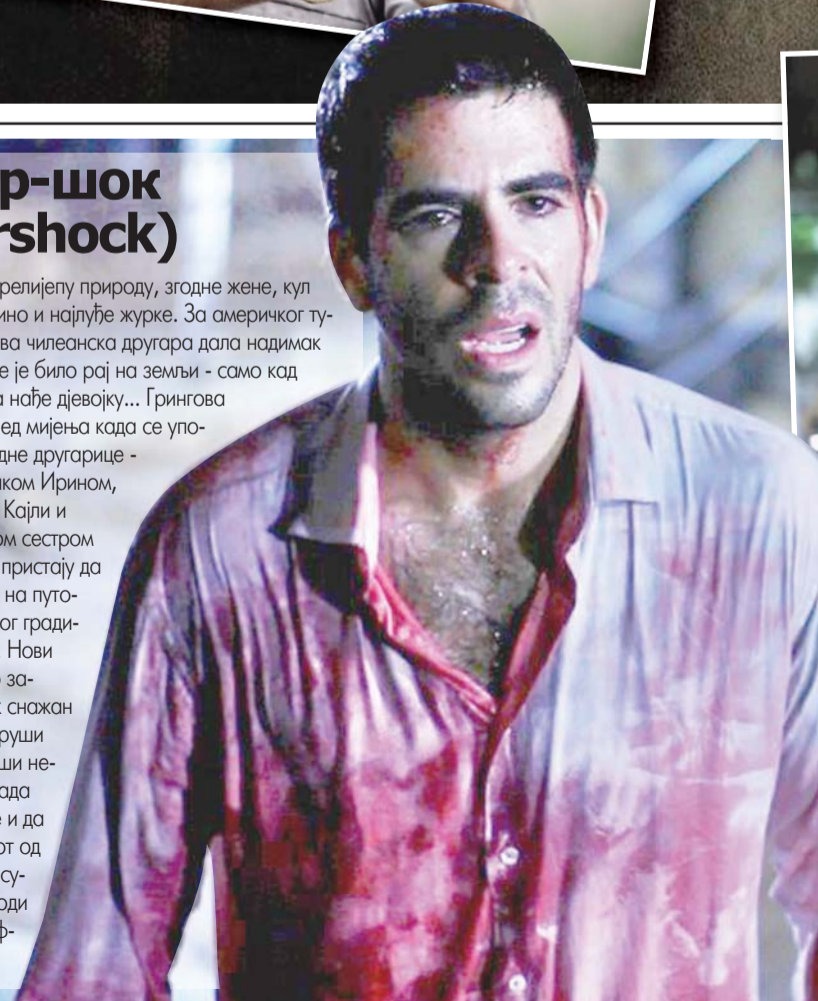 р-шок
rshock)
релијепу природу, згодне жене, кул
ино и најлуђе журке. За америчког ту-
ва чилеанска другара дала надимак
е је било рај на земљи - само кад
а нађе дјевојку... Грингова
ед мијења када се упо-
дне другарице -
иком Ирином,
Кајли и
ом сестром
пристају да
на путо-
ог гради-
Нови
за-
снажан
руши
ши не-
ада
е и да
от од
су-
оди
ф-